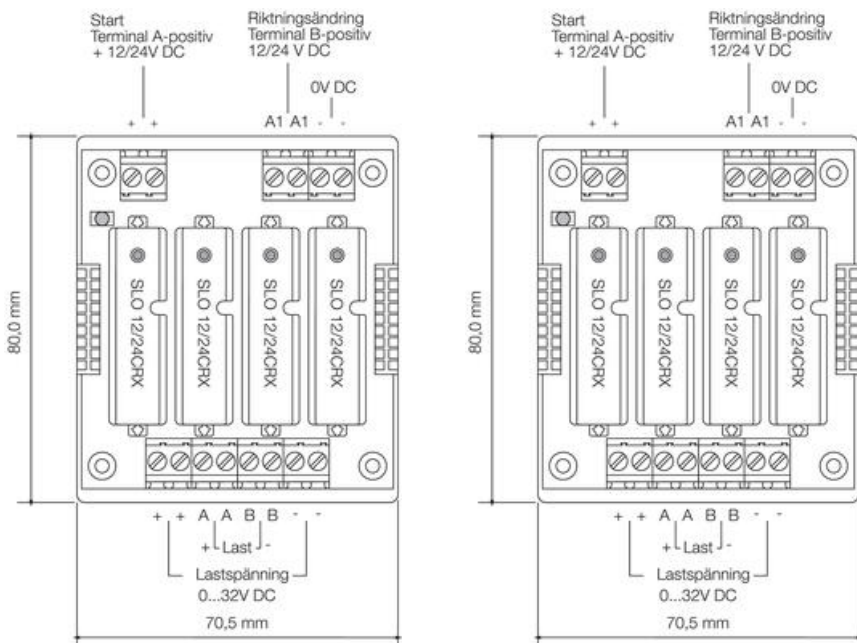 Start
Terminal A-positiv
+ 12/24V DC
Riktningsändring
Terminal B-positiv
12/24 V DC
0V DC
+ +
A1 A1 - -
80,0 mm
SLO 12/24CRX
SLO 12/24CRX
SLO 12/24CRX
SLO 12/24CRX
+ + A A B B - -
+ Last -
Lastspänning
0...32V DC
70,5 mm
Start
Terminal A-positiv
+ 12/24V DC
Riktningsändring
Terminal B-positiv
12/24 V DC
0V DC
+ +
A1 A1 - -
80,0 mm
SLO 12/24CRX
SLO 12/24CRX
SLO 12/24CRX
SLO 12/24CRX
+ + A A B B - -
+ Last -
Lastspänning
0...32V DC
70,5 mm